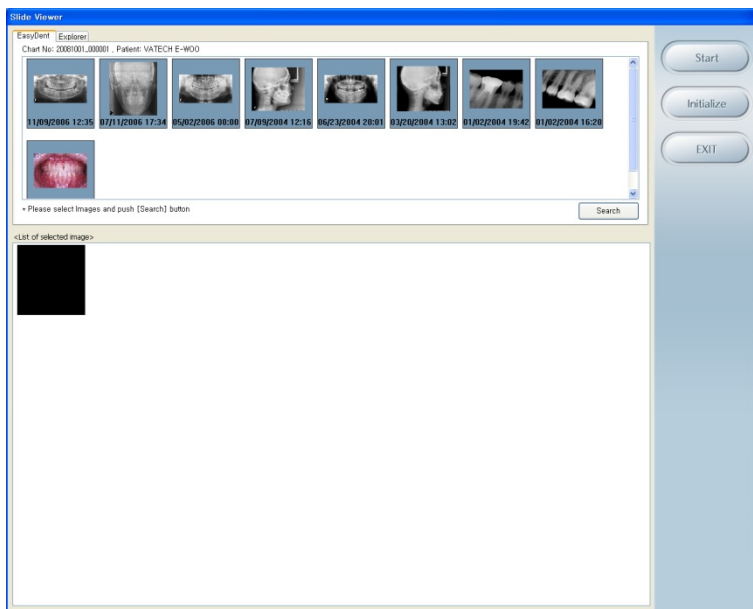 Slide Viewer
EasyDent Explorer
Chart No: 20081001_000001 , Patient: VATECH E-WOO
11/09/2006 12:35 07/11/2006 17:34 05/02/2006 00:00 07/09/2004 12:16 06/23/2004 20:01 03/20/2004 13:02 01/02/2004 19:42 01/02/2004 16:20
* Please select Images and push [Search] button
Search
<List of selected image>
Start
Initialize
EXIT